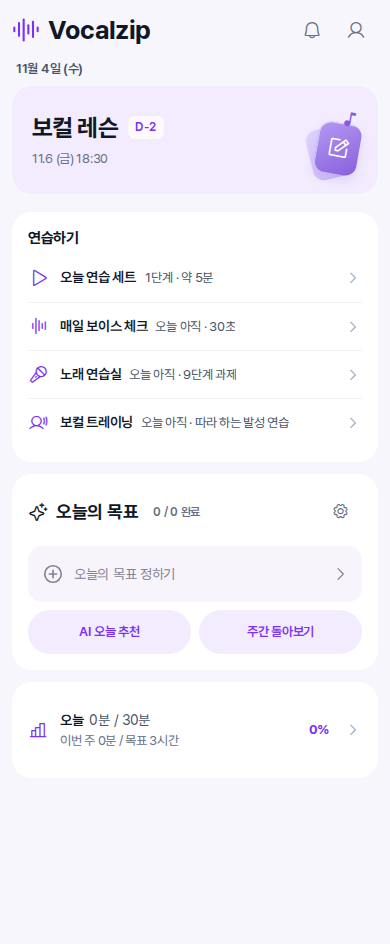 Vocalzip
11월 4일 (수)
보컬 레슨 D-2
11.6 (금) 18:30
연습하기
오늘 연습 세트 1단계 · 약 5분
매일 보이스 체크 오늘 아직 · 30초
노래 연습실 오늘 아직 · 9단계 과제
보컬 트레이닝 오늘 아직 · 따라 하는 발성 연습
오늘의 목표 0 / 0 완료
오늘의 목표 정하기
AI 오늘 추천 주간 돌아보기
오늘 0분 / 30분
이번 주 0분 / 목표 3시간
0%